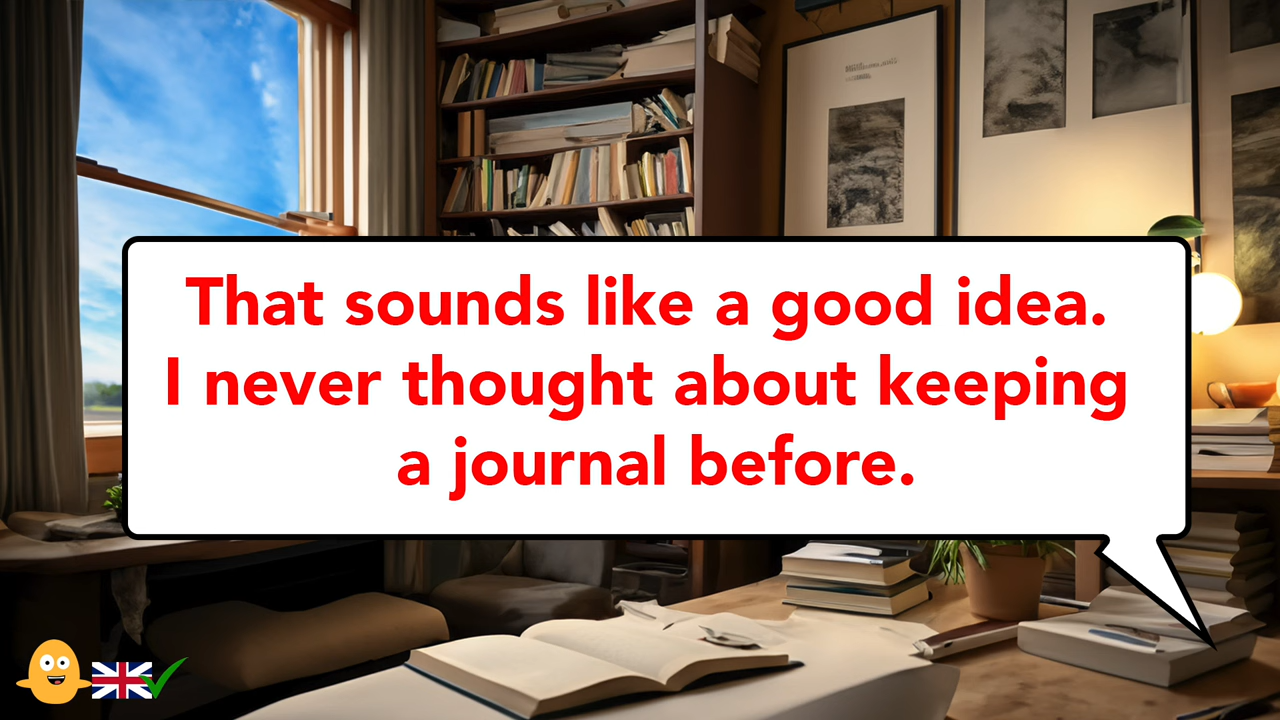 That sounds like a good idea.
I never thought about keeping
a journal before.